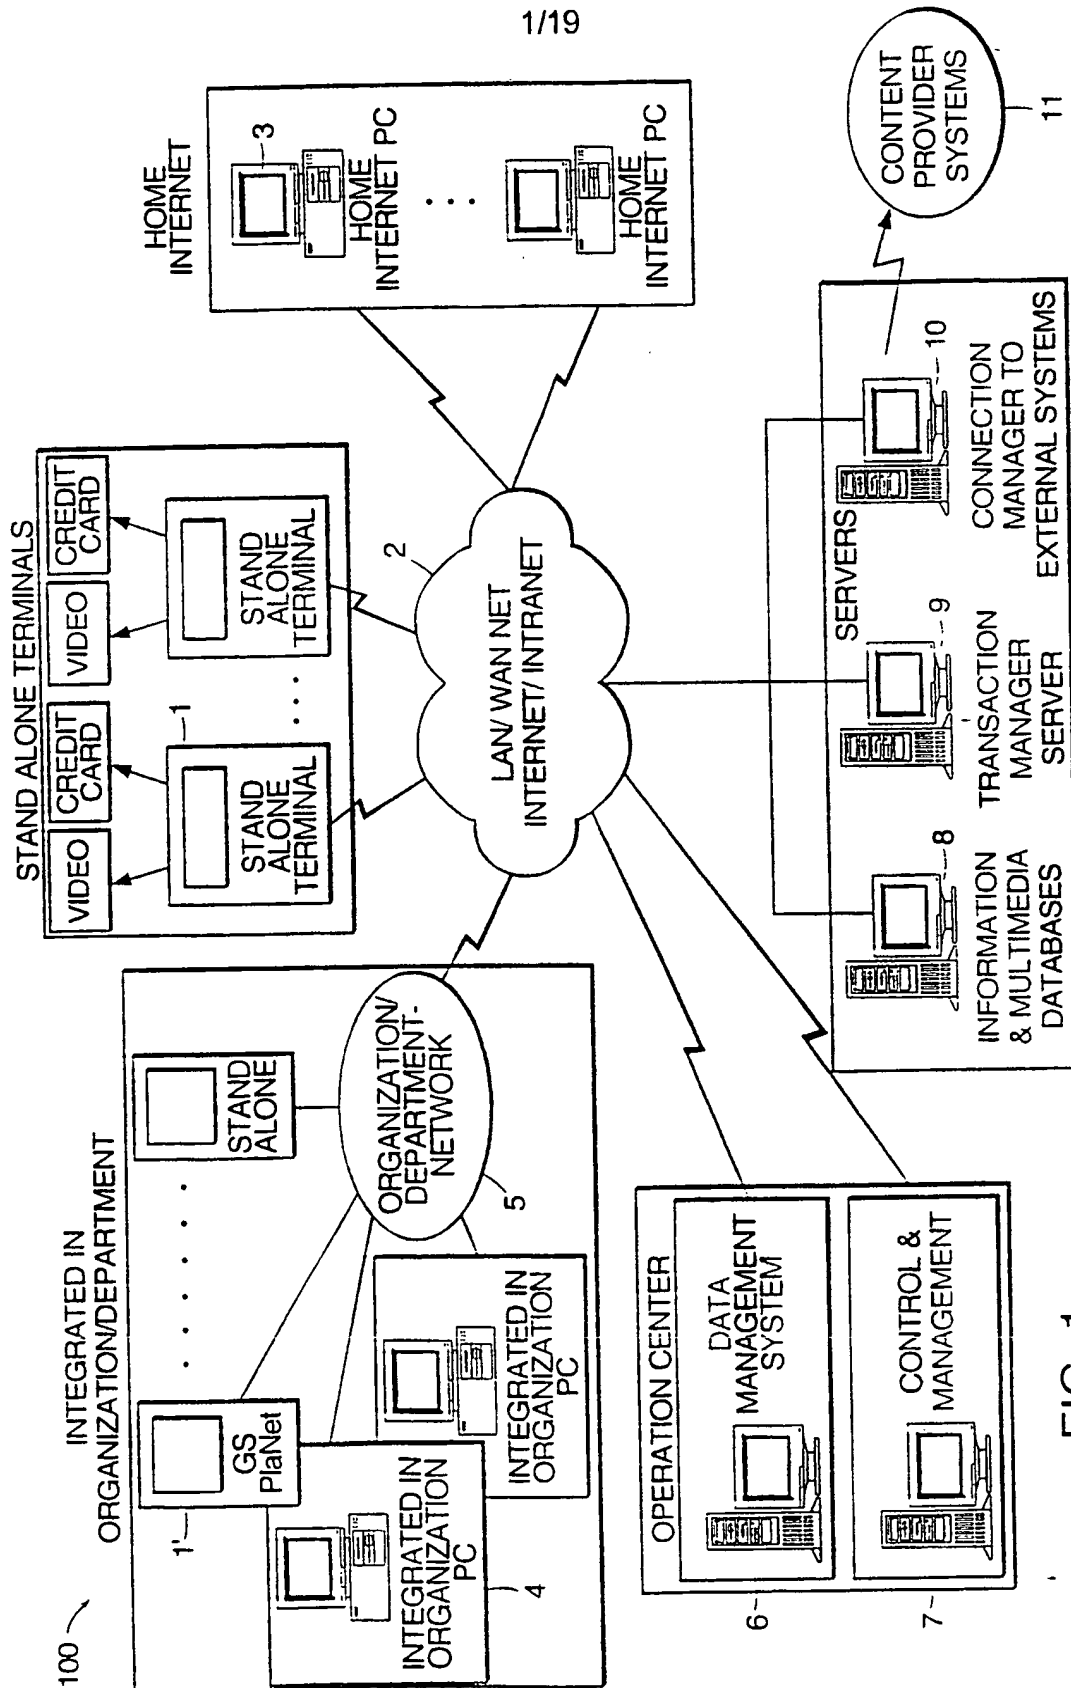 1/19
100
INTEGRATED IN
ORGANIZATION/DEPARTMENT
1'
GS
PlaNet
STAND
ALONE
INTEGRATED IN
ORGANIZATION
PC
4
INTEGRATED IN
ORGANIZATION
PC
ORGANIZATION/
DEPARTMENT-
NETWORK
5
STAND ALONE TERMINALS
VIDEO
CREDIT
CARD
VIDEO
CREDIT
CARD
1
STAND
ALONE
TERMINAL
STAND
ALONE
TERMINAL
HOME
INTERNET
3
HOME
INTERNET PC
HOME
INTERNET PC
2
LAN/ WAN NET
INTERNET/ INTRANET
OPERATION CENTER
6
DATA
MANAGEMENT
SYSTEM
7
CONTROL &
MANAGEMENT
SERVERS
8
INFORMATION
& MULTIMEDIA
DATABASES
9
TRANSACTION
MANAGER
SERVER
10
CONNECTION
MANAGER TO
EXTERNAL SYSTEMS
CONTENT
PROVIDER
SYSTEMS
11
FIG. 1